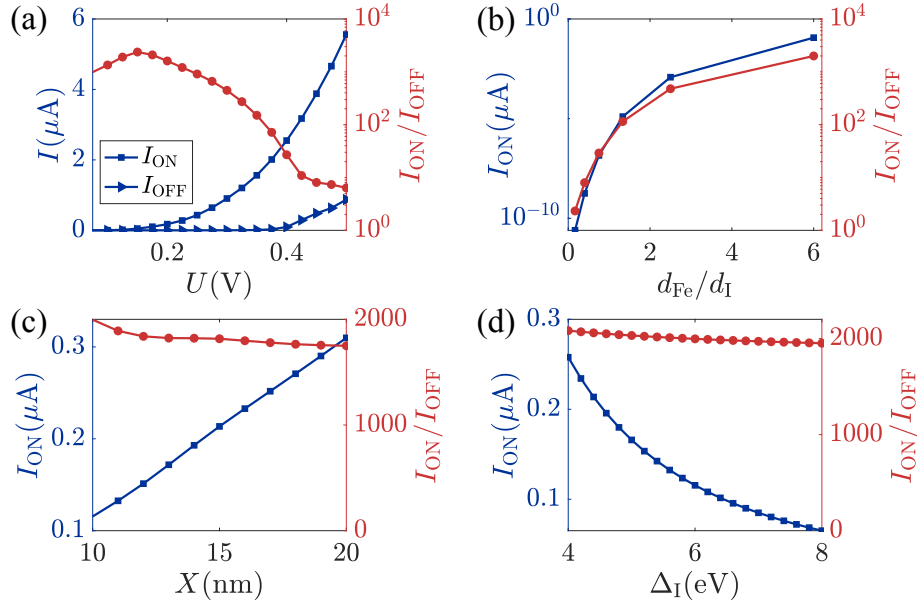 (a)
6
4
2
0
I(μA)
I_ON
I_OFF
0.2
0.4
U(V)
10^4
10^2
10^0
I_ON/I_OFF
(b)
10^0
10^−10
I_ON(μA)
0
2
4
6
d_Fe/d_I
10^4
10^2
10^0
I_ON/I_OFF
(c)
0.3
0.2
0.1
I_ON(μA)
10
15
20
X(nm)
2000
1000
0
I_ON/I_OFF
(d)
0.3
0.2
0.1
I_ON(μA)
4
6
8
Δ_I(eV)
2000
1000
0
I_ON/I_OFF